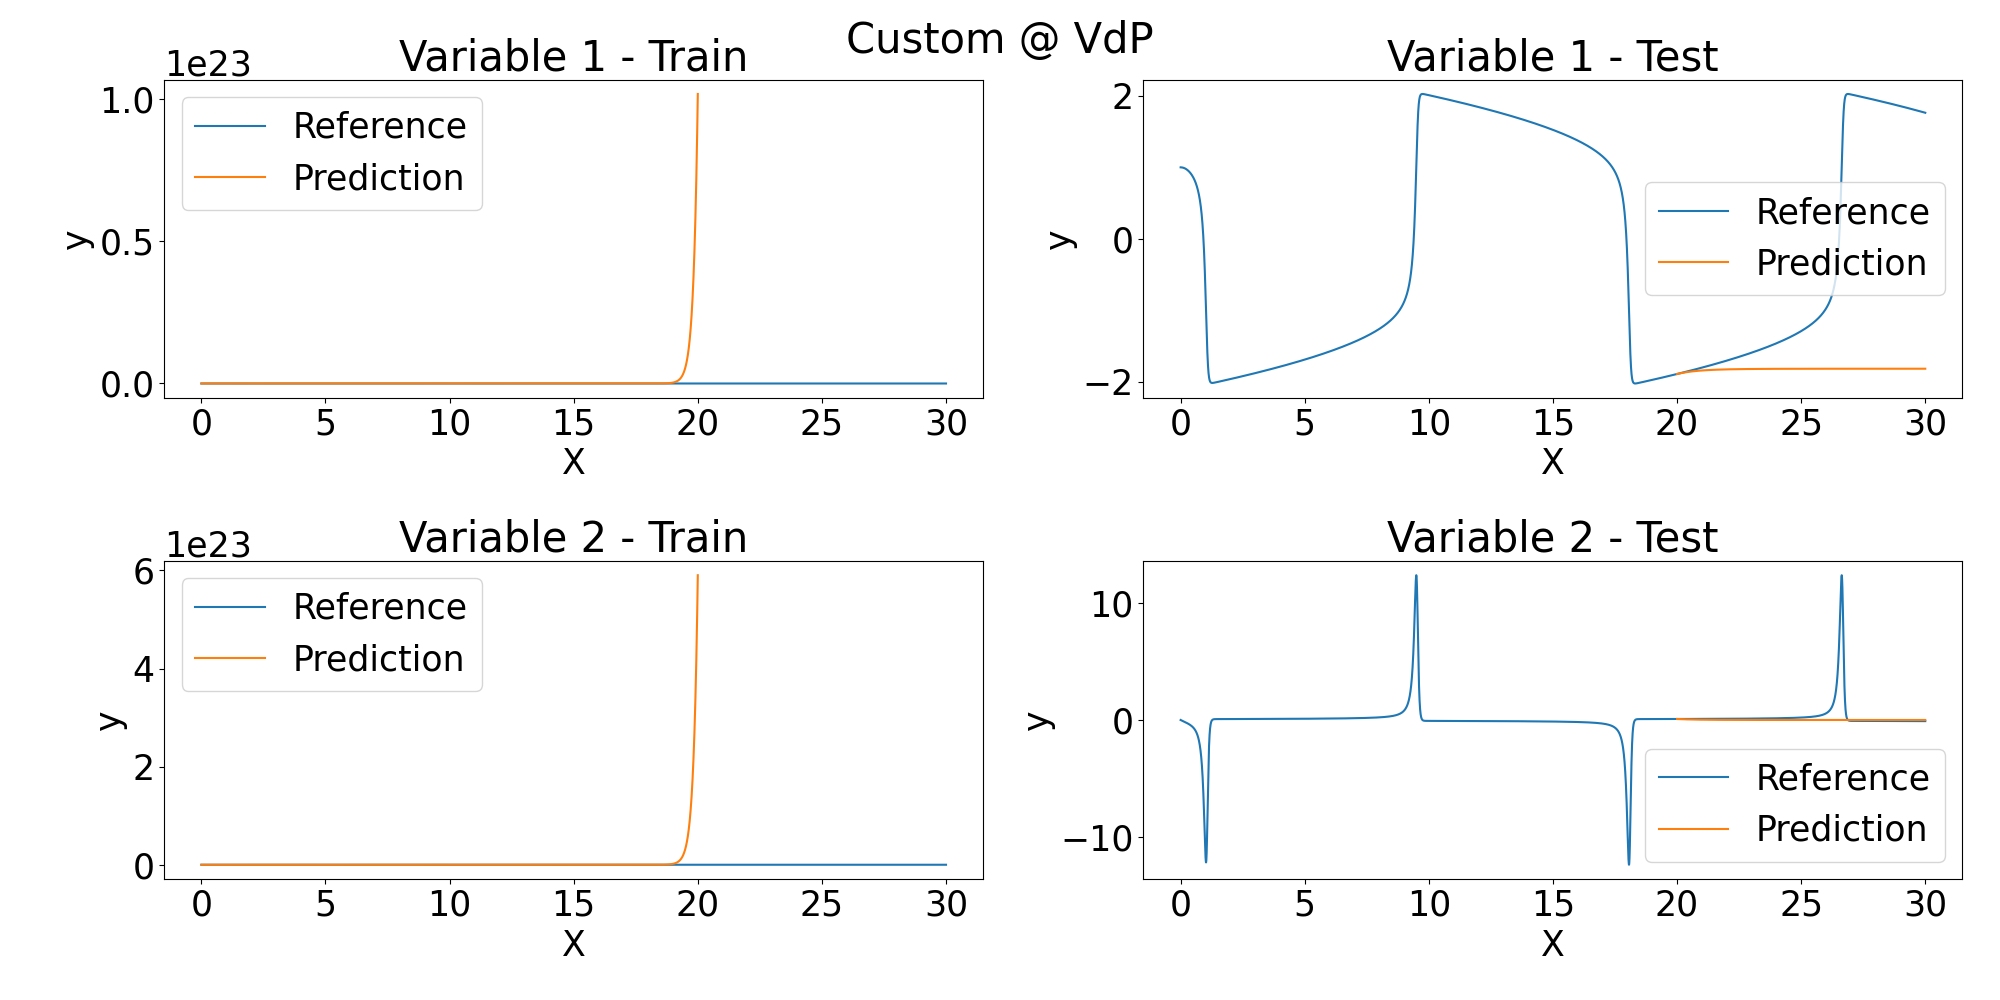 Custom @ VdP
Variable 1 - Train
1e23
1.0
0.5
0.0
y
Reference
Prediction
0 5 10 15 20 25 30
X
Variable 1 - Test
2
0
−2
y
Reference
Prediction
0 5 10 15 20 25 30
X
Variable 2 - Train
1e23
6
4
2
0
y
Reference
Prediction
0 5 10 15 20 25 30
X
Variable 2 - Test
10
0
−10
y
Reference
Prediction
0 5 10 15 20 25 30
X